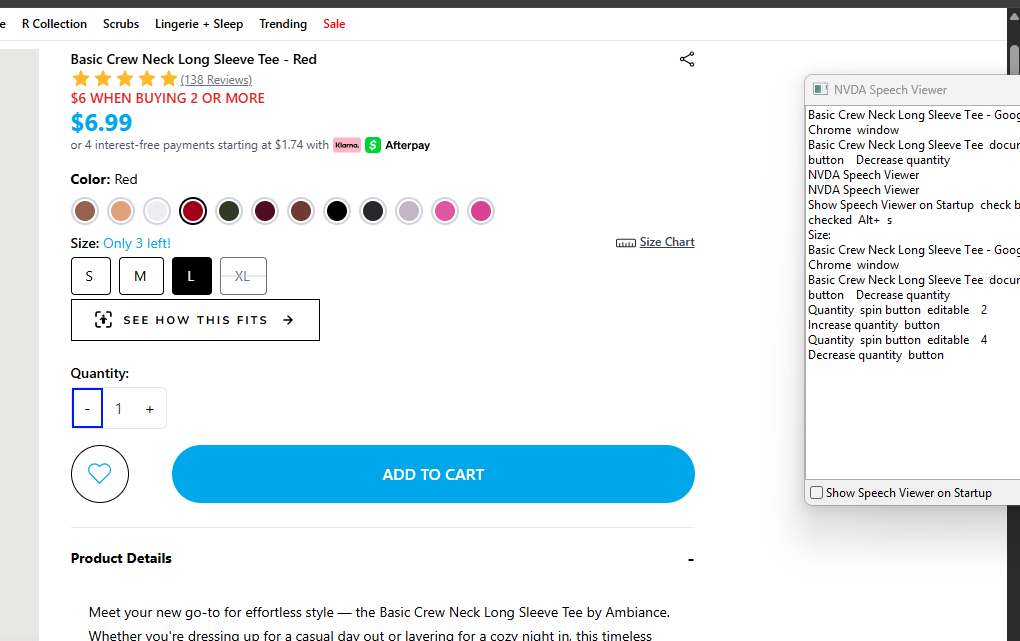 e R Collection Scrubs Lingerie + Sleep Trending Sale
Basic Crew Neck Long Sleeve Tee - Red
(138 Reviews)
$6 WHEN BUYING 2 OR MORE
$6.99
or 4 interest-free payments starting at $1.74 with Klarna. $ Afterpay
Color: Red
Size: Only 3 left!
Size Chart
S M L XL
SEE HOW THIS FITS →
Quantity:
- 1 +
ADD TO CART
Product Details -
Meet your new go-to for effortless style — the Basic Crew Neck Long Sleeve Tee by Ambiance.
Whether you're dressing up for a casual day out or layering for a cozy night in, this timeless
NVDA Speech Viewer
Basic Crew Neck Long Sleeve Tee - Goog
Chrome window
Basic Crew Neck Long Sleeve Tee docun
button Decrease quantity
NVDA Speech Viewer
NVDA Speech Viewer
Show Speech Viewer on Startup check b
checked Alt+ s
Size:
Basic Crew Neck Long Sleeve Tee - Goog
Chrome window
Basic Crew Neck Long Sleeve Tee docun
button Decrease quantity
Quantity spin button editable 2
Increase quantity button
Quantity spin button editable 4
Decrease quantity button
Show Speech Viewer on Startup